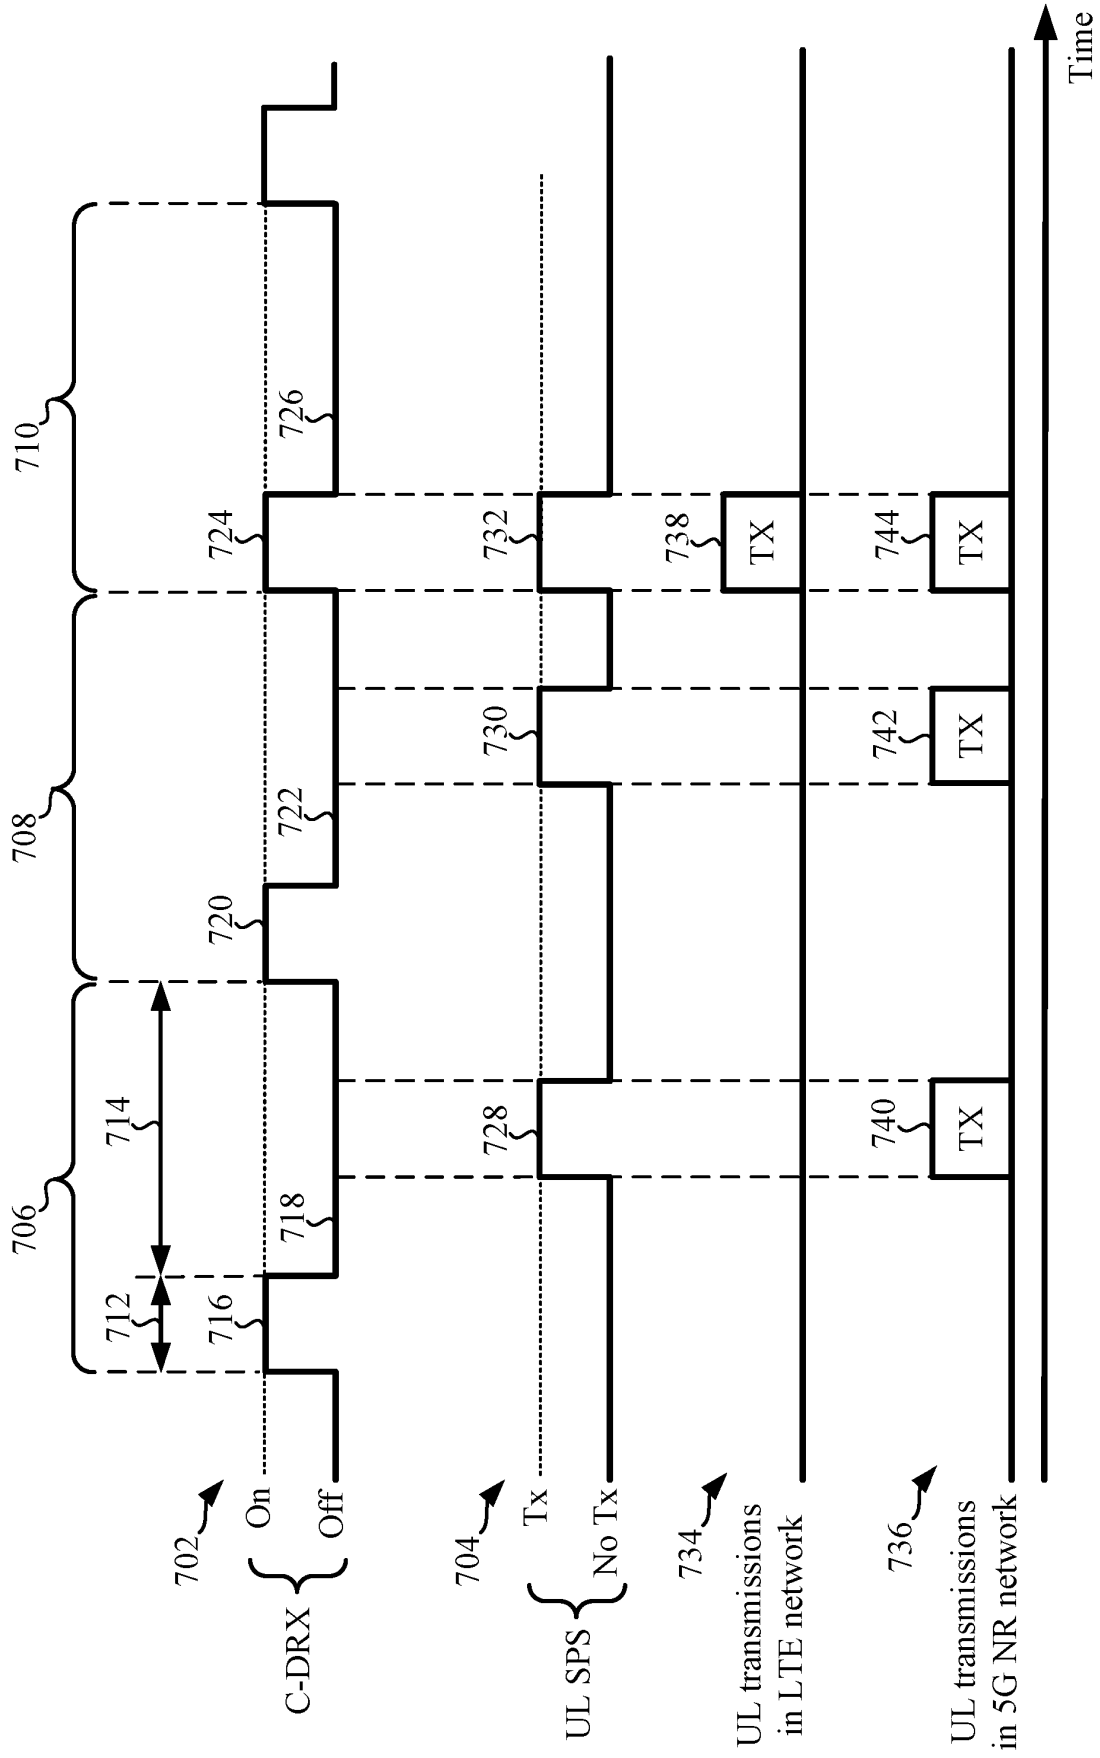 706
708
710
712
714
702
On
Off
C-DRX
716
718
720
722
724
726
704
Tx
No Tx
UL SPS
728
730
732
734
UL transmissions
in LTE network
738
TX
736
UL transmissions
in 5G NR network
740
TX
742
TX
744
TX
Time